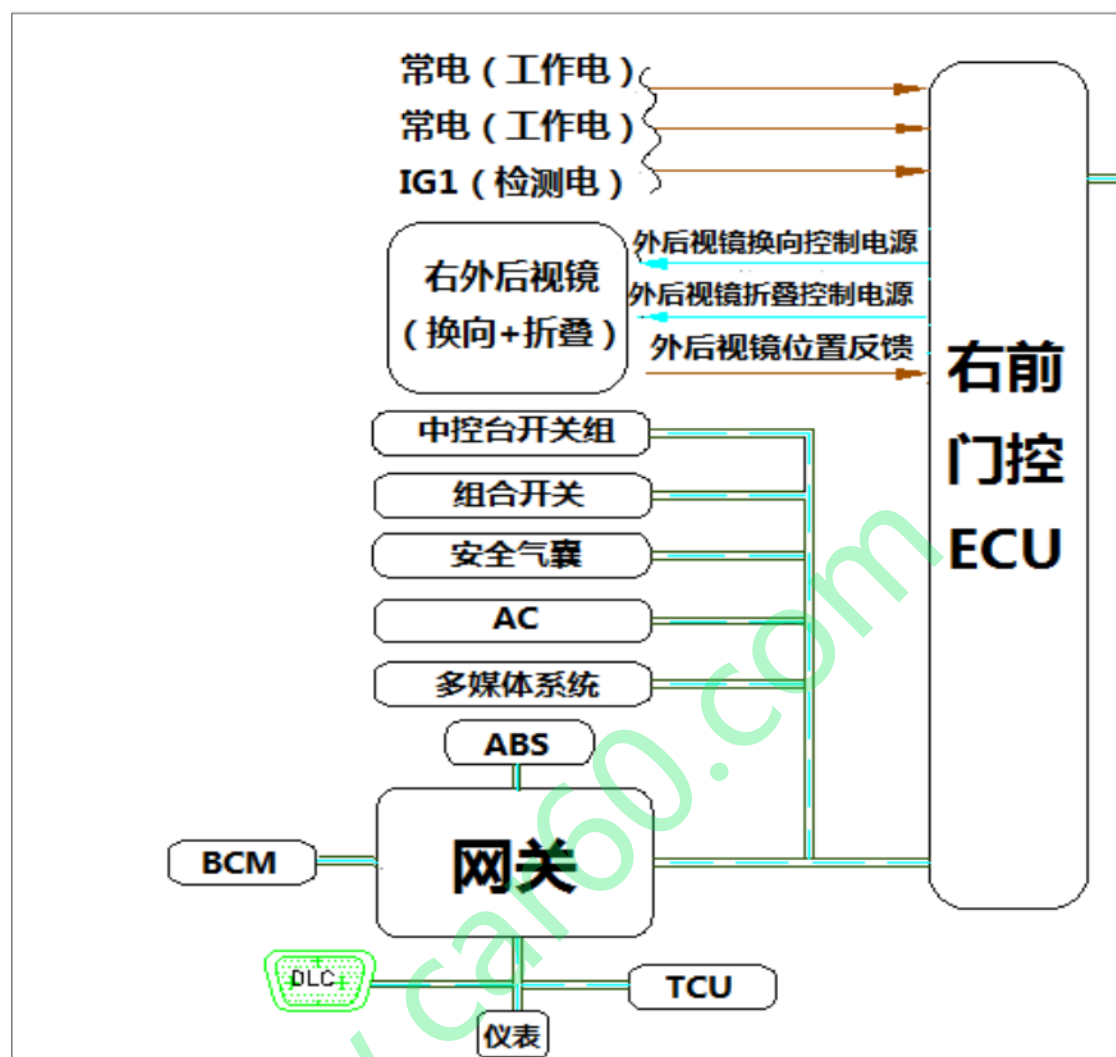 常电（工作电）
常电（工作电）
IG1（检测电）
外后视镜换向控制电源
右外后视镜
（换向+折叠）
外后视镜折叠控制电源
外后视镜位置反馈
右前
门控
ECU
中控台开关组
组合开关
安全气囊
AC
多媒体系统
ABS
BCM
网关
DLC
TCU
仪表
.car60.com